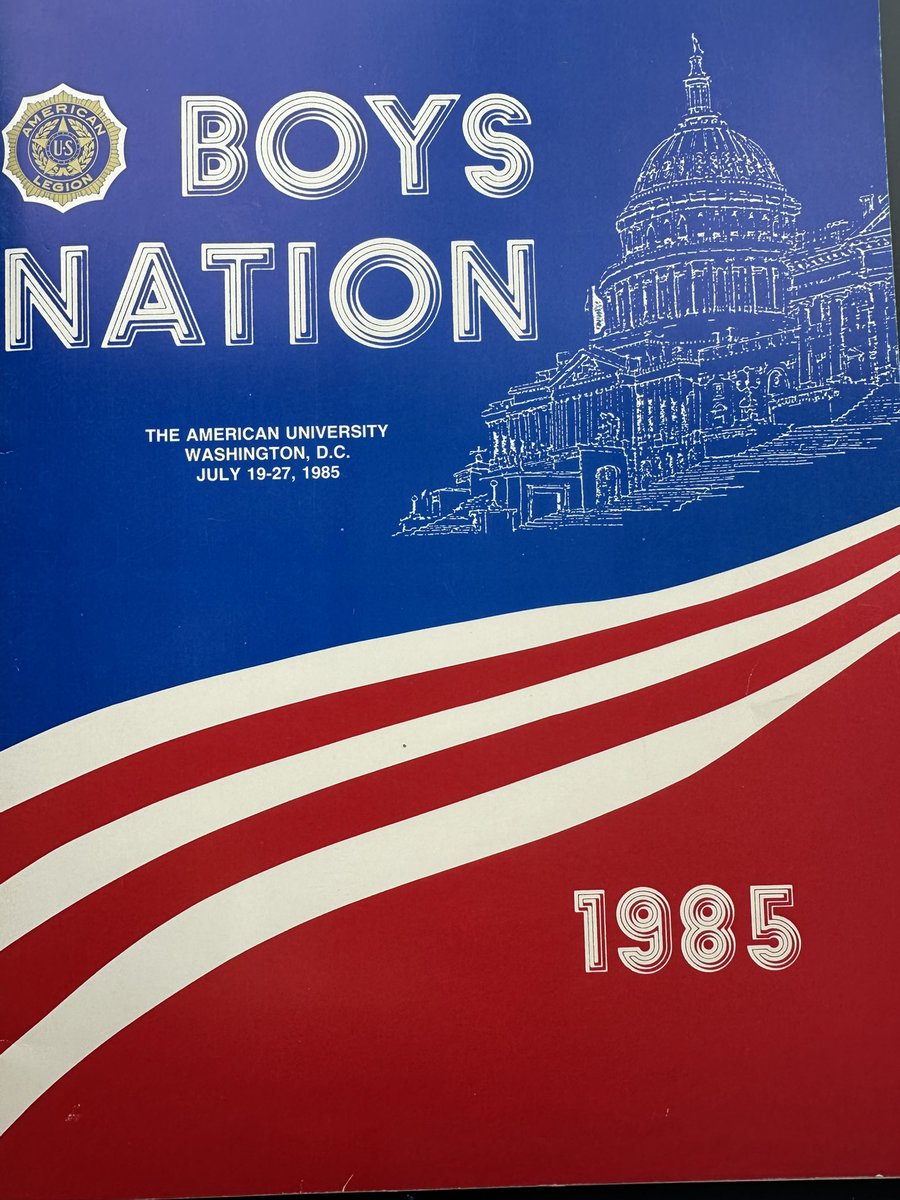 AMERICAN
U.S
LEGION
BOYS
NATION
THE AMERICAN UNIVERSITY
WASHINGTON, D.C.
JULY 19-27, 1985
1985